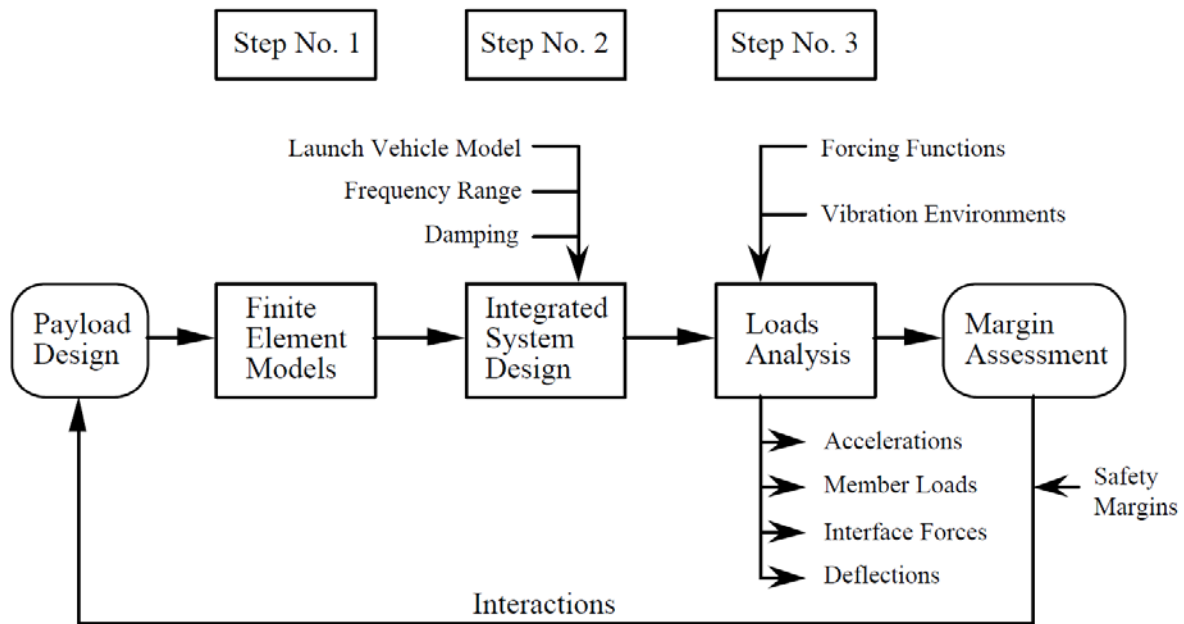 Step No. 1
Step No. 2
Step No. 3
Launch Vehicle Model
Frequency Range
Damping
Forcing Functions
Vibration Environments
Payload
Design
Finite
Element
Models
Integrated
System
Design
Loads
Analysis
Margin
Assessment
Accelerations
Member Loads
Interface Forces
Deflections
Safety
Margins
Interactions